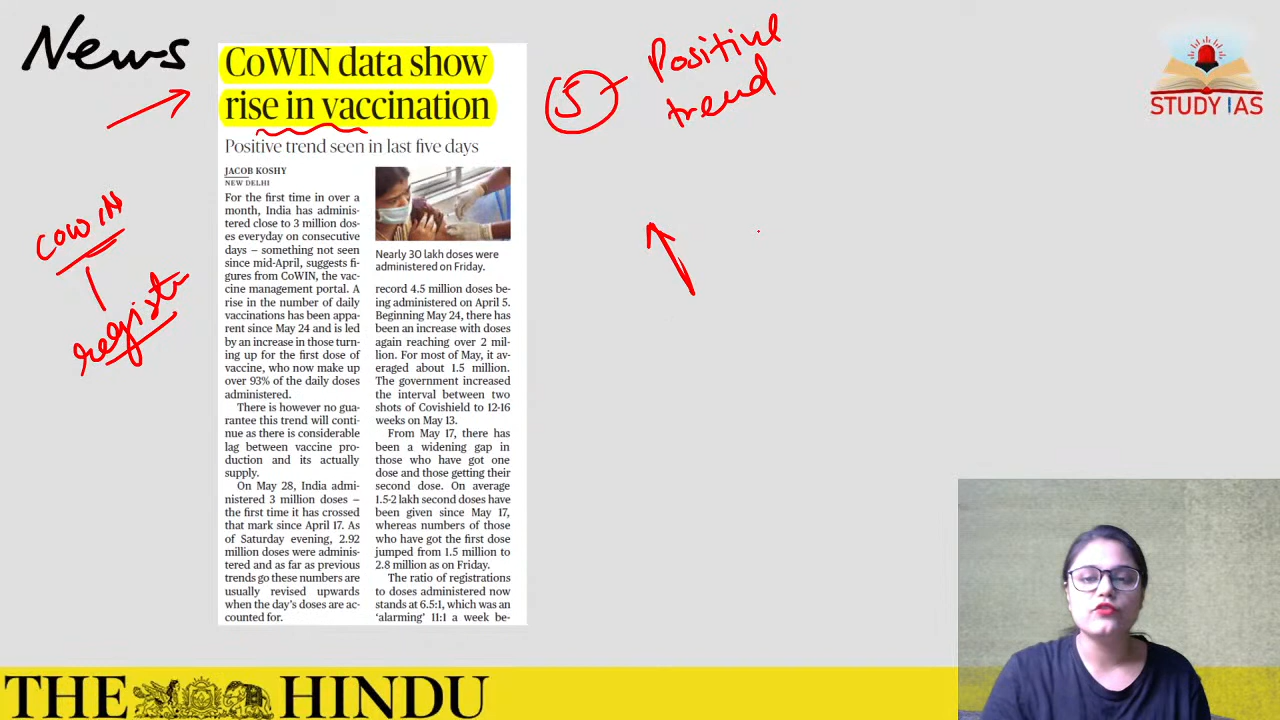 News
CoWIN data show
rise in vaccination
Positive trend seen in last five days
JACOB KOSHY
NEW DELHI
For the first time in over a
month, India has adminis-
tered close to 3 million dos-
es everyday on consecutive
days – something not seen
since mid-April, suggests fi-
gures from CoWIN, the vac-
cine management portal. A
rise in the number of daily
vaccinations has been appa-
rent since May 24 and is led
by an increase in those turn-
ing up for the first dose of
vaccine, who now make up
over 93% of the daily doses
administered.
There is however no gua-
rantee this trend will conti-
nue as there is considerable
lag between vaccine pro-
duction and its actually
supply.
On May 28, India admi-
nistered 3 million doses –
the first time it has crossed
that mark since April 17. As
of Saturday evening, 2.92
million doses were adminis-
tered and as far as previous
trends go these numbers are
usually revised upwards
when the day's doses are ac-
counted for.
Nearly 30 lakh doses were
administered on Friday.
record 4.5 million doses be-
ing administered on April 5.
Beginning May 24, there has
been an increase with doses
again reaching over 2 mil-
lion. For most of May, it av-
eraged about 1.5 million.
The government increased
the interval between two
shots of Covishield to 12-16
weeks on May 13.
From May 17, there has
been a widening gap in
those who have got one
dose and those getting their
second dose. On average
1.5-2 lakh second doses have
been given since May 17,
whereas numbers of those
who have got the first dose
jumped from 1.5 million to
2.8 million as on Friday.
The ratio of registrations
to doses administered now
stands at 6.5:1, which was an
'alarming' 11:1 a week be-
5
Positive
trend
COWIN
STUDY IAS
THE HINDU